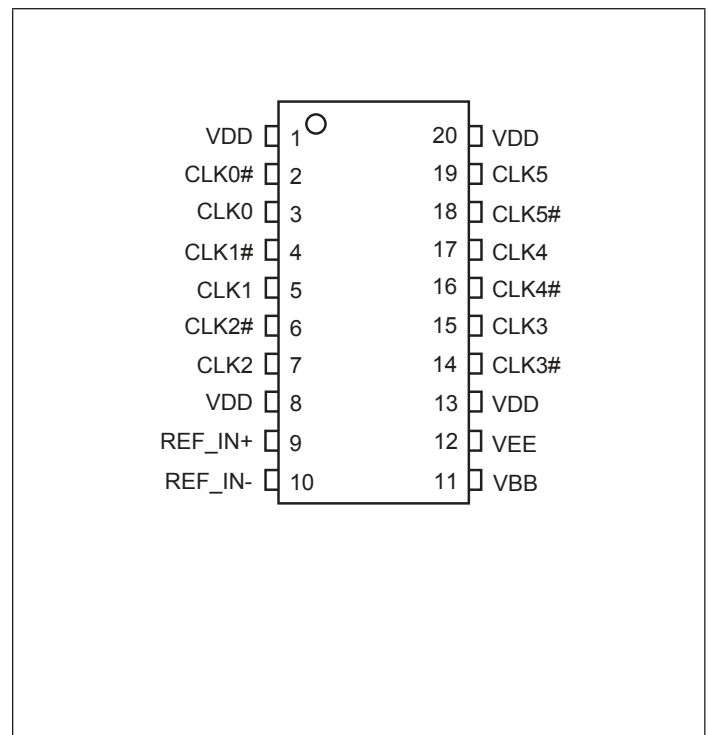 VDD 1 20 VDD
CLK0# 2 19 CLK5
CLK0 3 18 CLK5#
CLK1# 4 17 CLK4
CLK1 5 16 CLK4#
CLK2# 6 15 CLK3
CLK2 7 14 CLK3#
VDD 8 13 VDD
REF_IN+ 9 12 VEE
REF_IN- 10 11 VBB